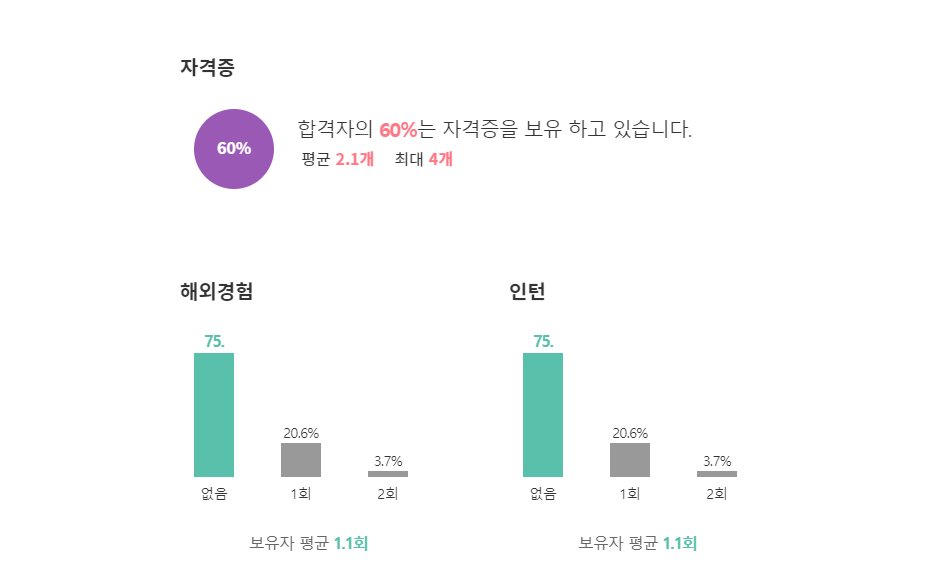 자격증
60%
합격자의 60%는 자격증을 보유 하고 있습니다.
평균 2.1개 최대 4개
해외경험
75.
20.6%
3.7%
없음 1회 2회
보유자 평균 1.1회
인턴
75.
20.6%
3.7%
없음 1회 2회
보유자 평균 1.1회